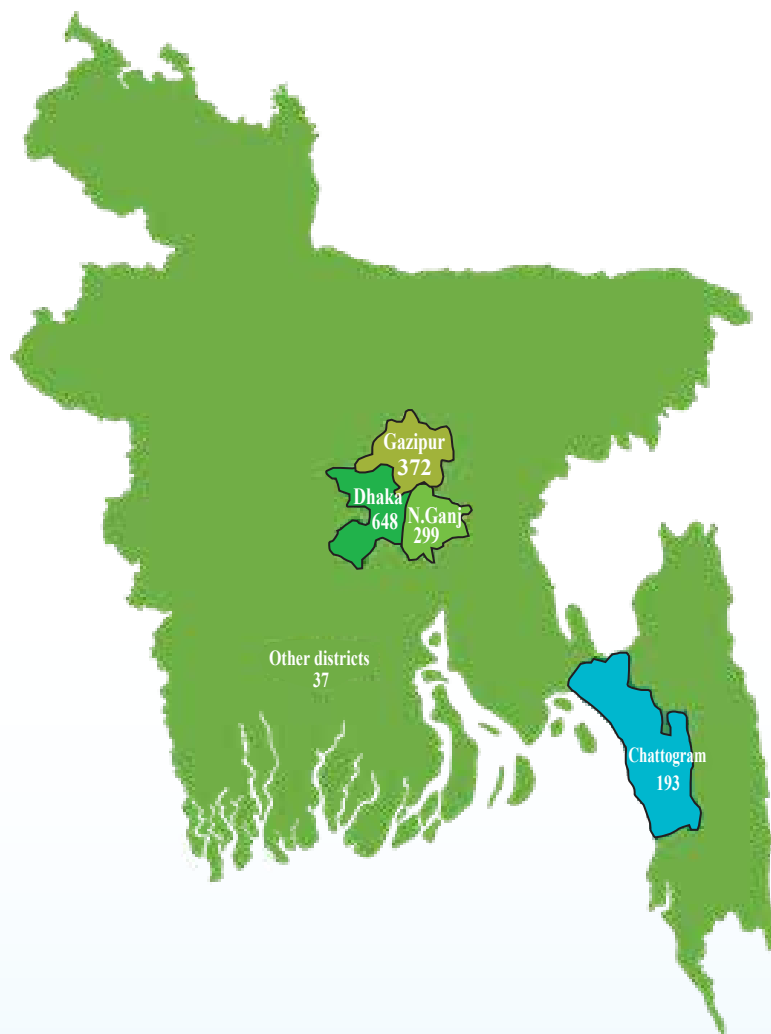 Gazipur
372
Dhaka
648
N.Ganj
299
Other districts
37
Chattogram
193